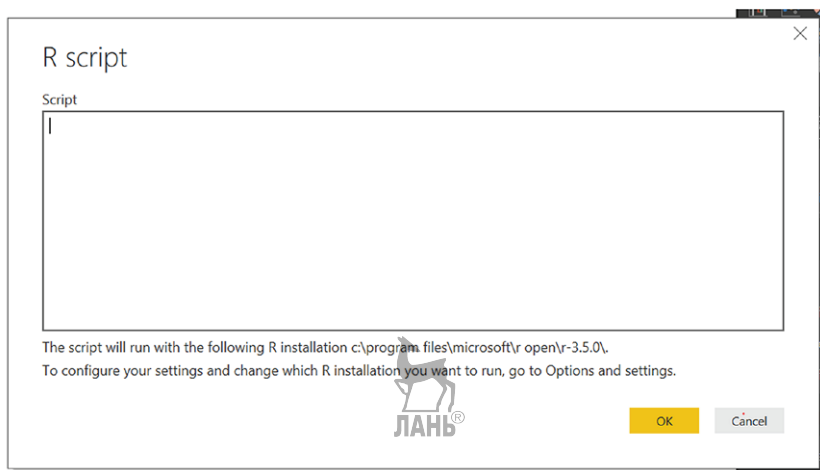 R script
Script
The script will run with the following R installation c:\program files\microsoft\r open\r-3.5.0\.
To configure your settings and change which R installation you want to run, go to Options and settings.
OK Cancel
ЛАНЬ®